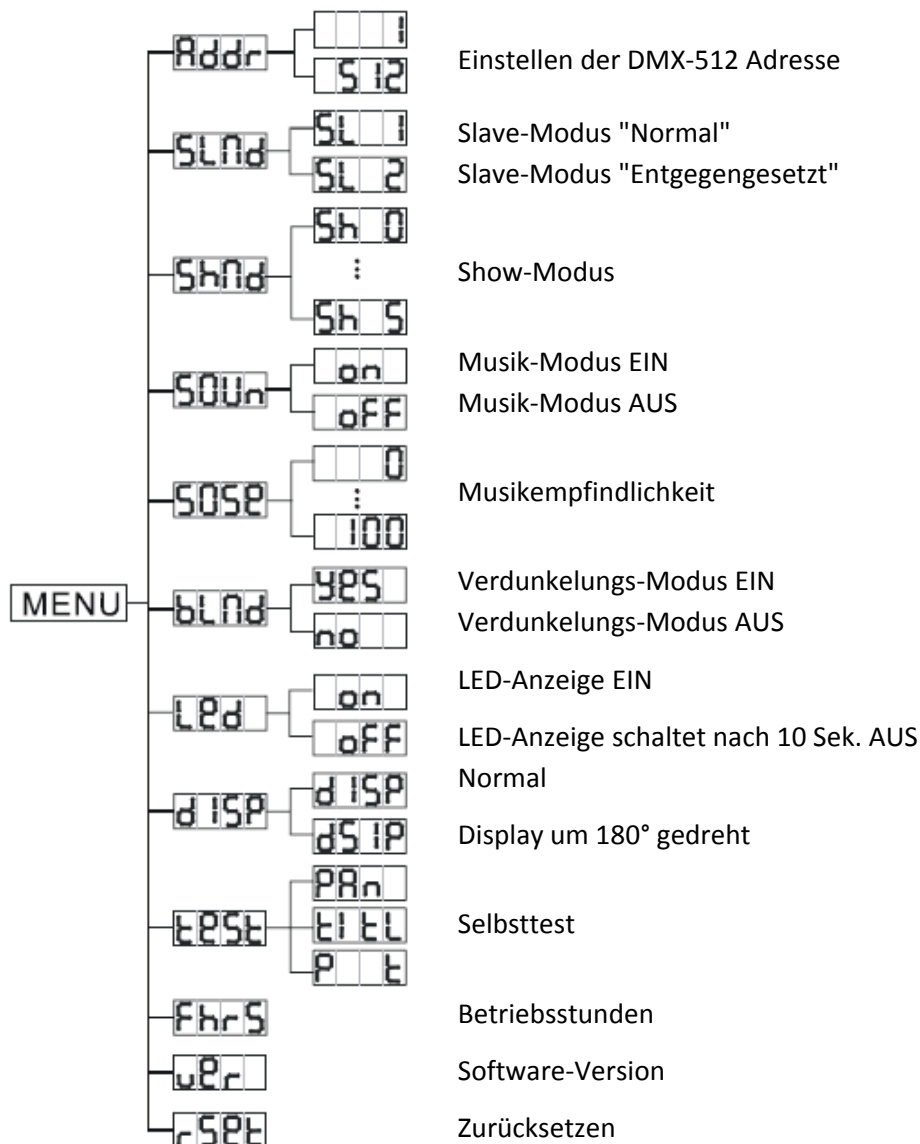 Addr
1
512
Einstellen der DMX-512 Adresse
SLMd
SL 1
SL 2
Slave-Modus "Normal"
Slave-Modus "Entgegengesetzt"
ShMd
Sh 0
⋮
Sh 5
Show-Modus
SOUn
on
oFF
Musik-Modus EIN
Musik-Modus AUS
SOSe
0
⋮
100
Musikempfindlichkeit
MENU
bLMd
yes
no
Verdunkelungs-Modus EIN
Verdunkelungs-Modus AUS
Led
on
oFF
LED-Anzeige EIN
LED-Anzeige schaltet nach 10 Sek. AUS
dISP
dISP
dSIP
Normal
Display um 180° gedreht
test
PAn
tItL
P t
Selbsttest
FhrS
Betriebsstunden
ver
Software-Version
rSet
Zurücksetzen